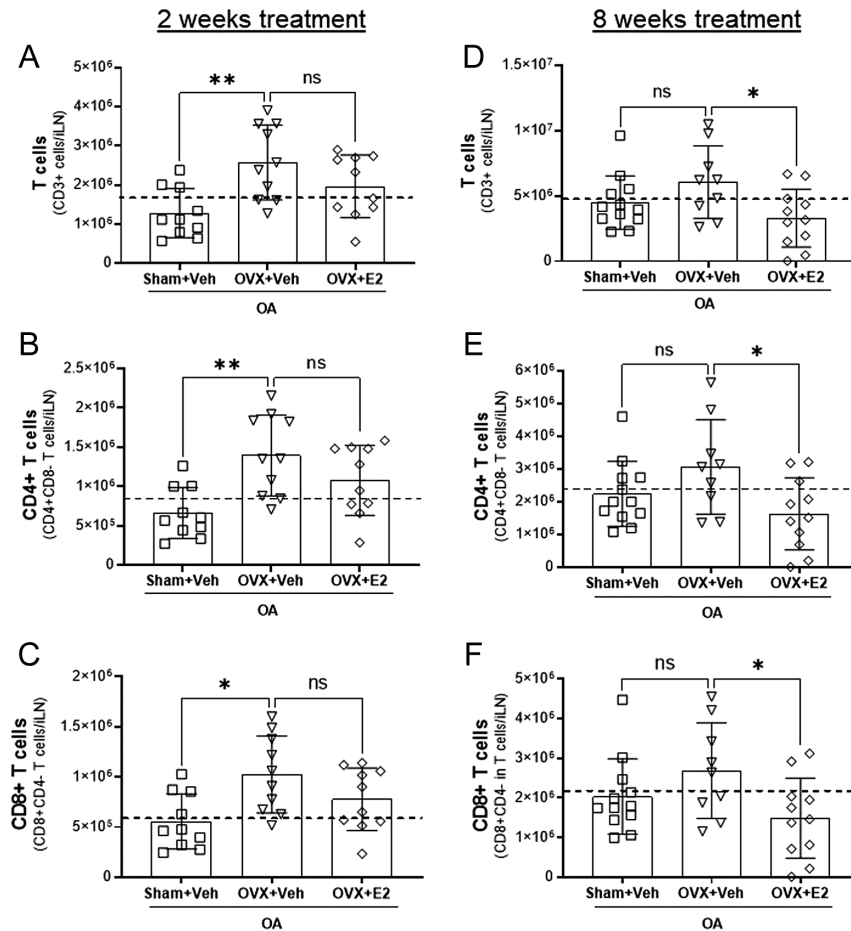 2 weeks treatment
8 weeks treatment
A
T cells
(CD3+ cells/iLN)
5×10⁶
4×10⁶
3×10⁶
2×10⁶
1×10⁶
0
**
ns
Sham+Veh OVX+Veh OVX+E2
OA
D
T cells
(CD3+ cells/iLN)
1.5×10⁷
1×10⁷
5×10⁶
0
ns
*
Sham+Veh OVX+Veh OVX+E2
OA
B
CD4+ T cells
(CD4+CD8- T cells/iLN)
2.5×10⁶
2×10⁶
1.5×10⁶
1×10⁶
5×10⁵
0
**
ns
Sham+Veh OVX+Veh OVX+E2
OA
E
CD4+ T cells
(CD4+CD8- T cells/iLN)
6×10⁶
5×10⁶
4×10⁶
3×10⁶
2×10⁶
1×10⁶
0
ns
*
Sham+Veh OVX+Veh OVX+E2
OA
C
CD8+ T cells
(CD8+CD4- T cells/iLN)
2×10⁶
1.5×10⁶
1×10⁶
5×10⁵
0
*
ns
Sham+Veh OVX+Veh OVX+E2
OA
F
CD8+ T cells
(CD8+CD4- in T cells/iLN)
5×10⁶
4×10⁶
3×10⁶
2×10⁶
1×10⁶
0
ns
*
Sham+Veh OVX+Veh OVX+E2
OA